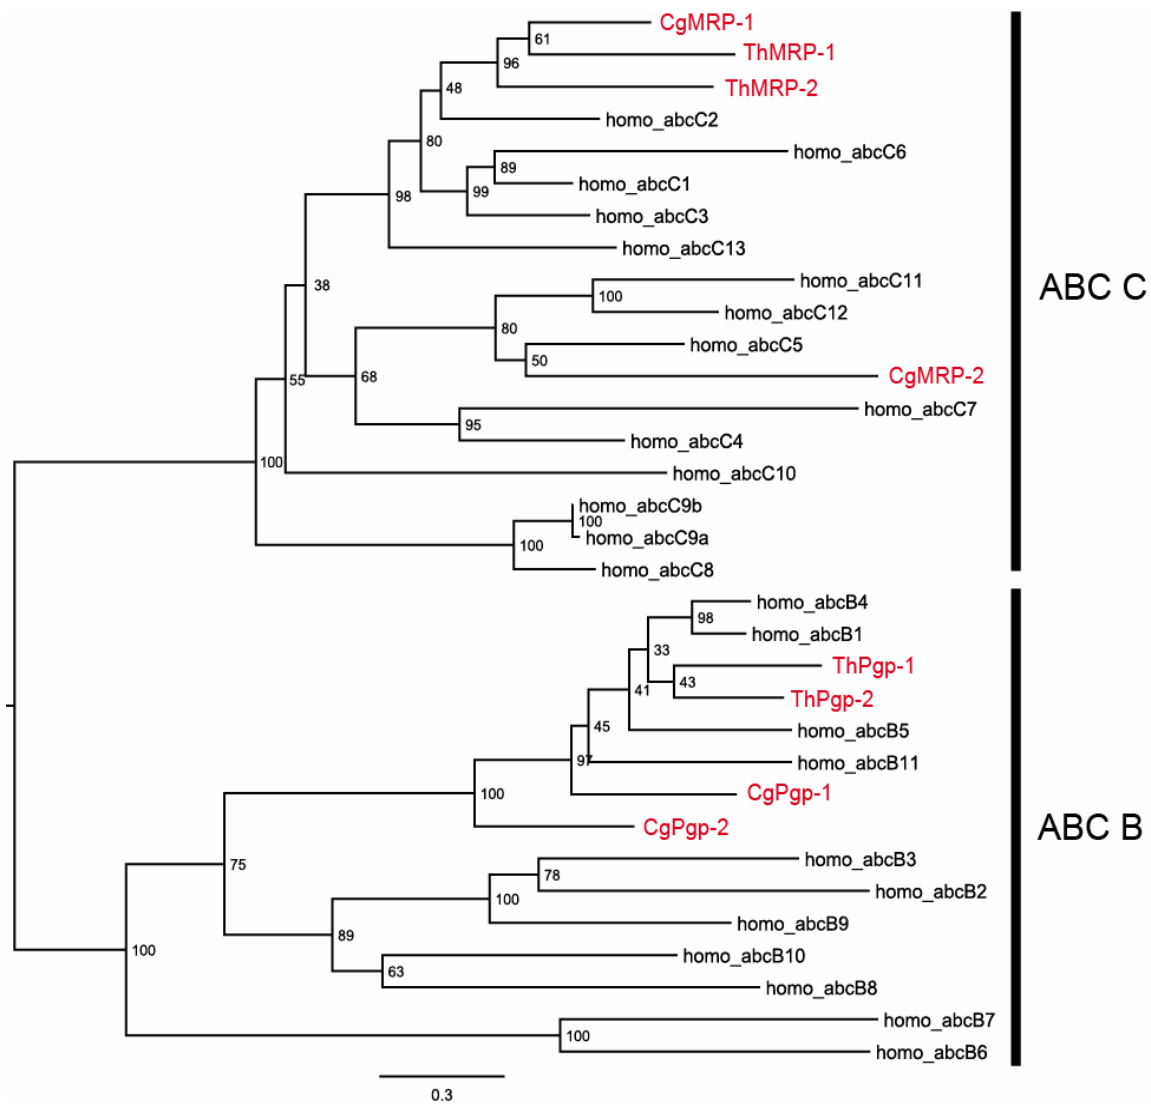 CgMRP-1
61
ThMRP-1
96
ThMRP-2
48
homo_abcC2
80
homo_abcC6
89
homo_abcC1
99
98
homo_abcC3
homo_abcC13
homo_abcC11
38
ABC C
100
homo_abcC12
80
homo_abcC5
50
55
68
CgMRP-2
homo_abcC7
95
homo_abcC4
100
homo_abcC10
homo_abcC9b
100
homo_abcC9a
100
homo_abcC8
homo_abcB4
98
homo_abcB1
33
ThPgp-1
43
41
ThPgp-2
45
homo_abcB5
97
homo_abcB11
100
CgPgp-1
CgPgp-2
ABC B
homo_abcB3
75
78
homo_abcB2
100
homo_abcB9
89
100
homo_abcB10
63
homo_abcB8
homo_abcB7
100
homo_abcB6
0.3